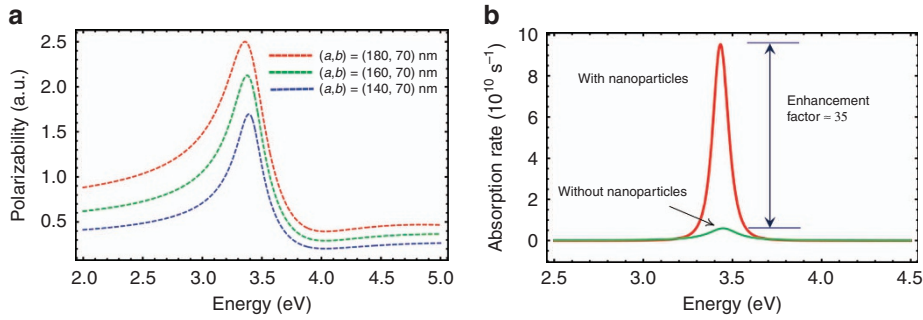 a
Polarizability (a.u.)
2.5
2.0
1.5
1.0
0.5
(a,b) = (180, 70) nm
(a,b) = (160, 70) nm
(a,b) = (140, 70) nm
2.0 2.5 3.0 3.5 4.0 4.5 5.0
Energy (eV)
b
Absorption rate (10¹⁰ s⁻¹)
10
8
6
4
2
0
With nanoparticles
Without nanoparticles
Enhancement
factor = 35
2.5 3.0 3.5 4.0 4.5
Energy (eV)